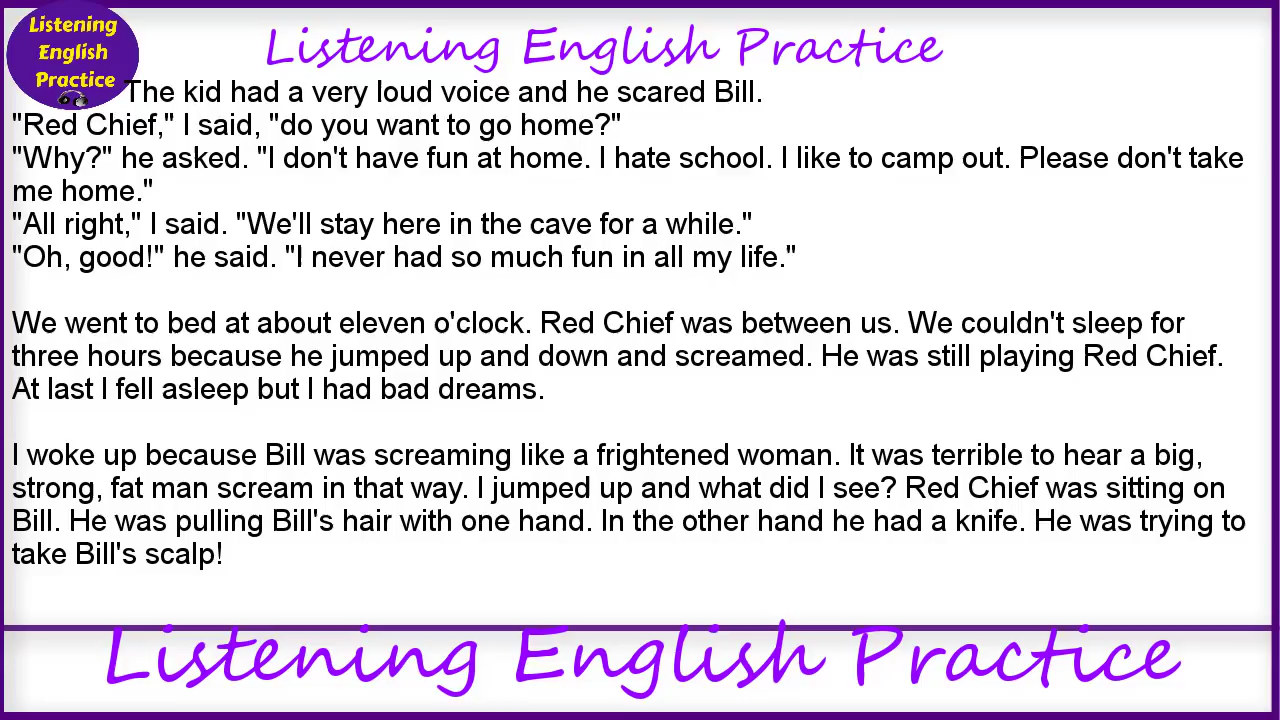 Listening
English
Practice
Listening English Practice
The kid had a very loud voice and he scared Bill.
"Red Chief," I said, "do you want to go home?"
"Why?" he asked. "I don't have fun at home. I hate school. I like to camp out. Please don't take
me home."
"All right," I said. "We'll stay here in the cave for a while."
"Oh, good!" he said. "I never had so much fun in all my life."
We went to bed at about eleven o'clock. Red Chief was between us. We couldn't sleep for
three hours because he jumped up and down and screamed. He was still playing Red Chief.
At last I fell asleep but I had bad dreams.
I woke up because Bill was screaming like a frightened woman. It was terrible to hear a big,
strong, fat man scream in that way. I jumped up and what did I see? Red Chief was sitting on
Bill. He was pulling Bill's hair with one hand. In the other hand he had a knife. He was trying to
take Bill's scalp!
Listening English Practice